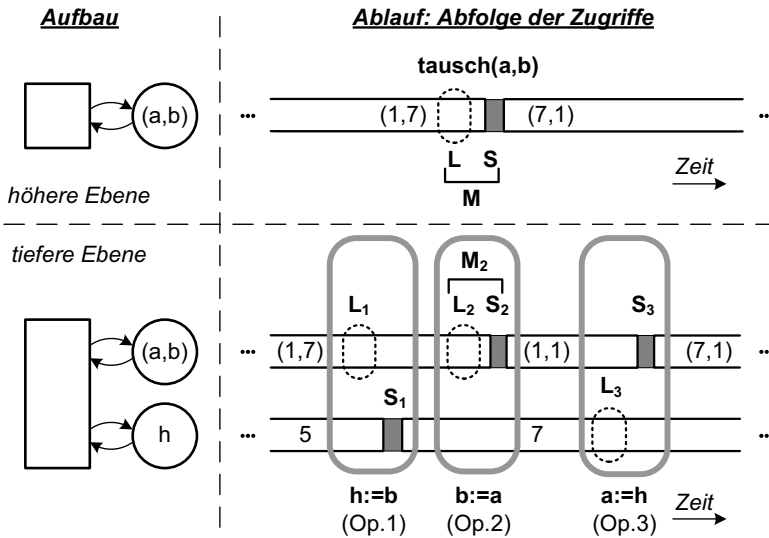 Aufbau
Ablauf: Abfolge der Zugriffe
tausch(a,b)
(a,b)
... (1,7) (7,1) ...
L S
M
Zeit
höhere Ebene
tiefere Ebene
M₂
L₁ L₂ S₂ S₃
(a,b)
... (1,7) (1,1) (7,1) ...
S₁ L₃
h
... 5 7 ...
h:=b b:=a a:=h
(Op.1) (Op.2) (Op.3)
Zeit